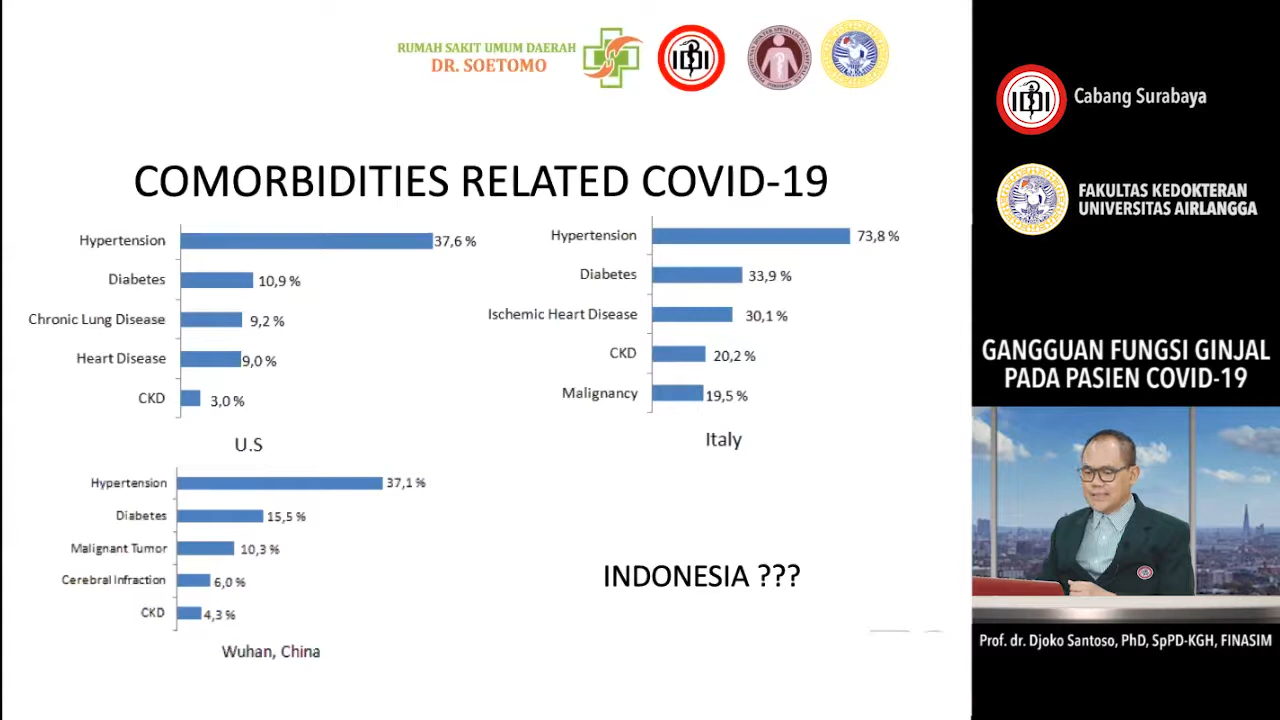 RUMAH SAKIT UMUM DAERAH
DR. SOETOMO
IDI
COMORBIDITIES RELATED COVID-19
Hypertension 37,6 %
Diabetes 10,9 %
Chronic Lung Disease 9,2 %
Heart Disease 9,0 %
CKD 3,0 %
U.S
Hypertension 73,8 %
Diabetes 33,9 %
Ischemic Heart Disease 30,1 %
CKD 20,2 %
Malignancy 19,5 %
Italy
Hypertension 37,1 %
Diabetes 15,5 %
Malignant Tumor 10,3 %
Cerebral Infraction 6,0 %
CKD 4,3 %
Wuhan, China
INDONESIA ???
IDI
Cabang Surabaya
FAKULTAS KEDOKTERAN
UNIVERSITAS AIRLANGGA
GANGGUAN FUNGSI GINJAL
PADA PASIEN COVID-19
Prof. dr. Djoko Santoso, PhD, SpPD-KGH, FINASIM